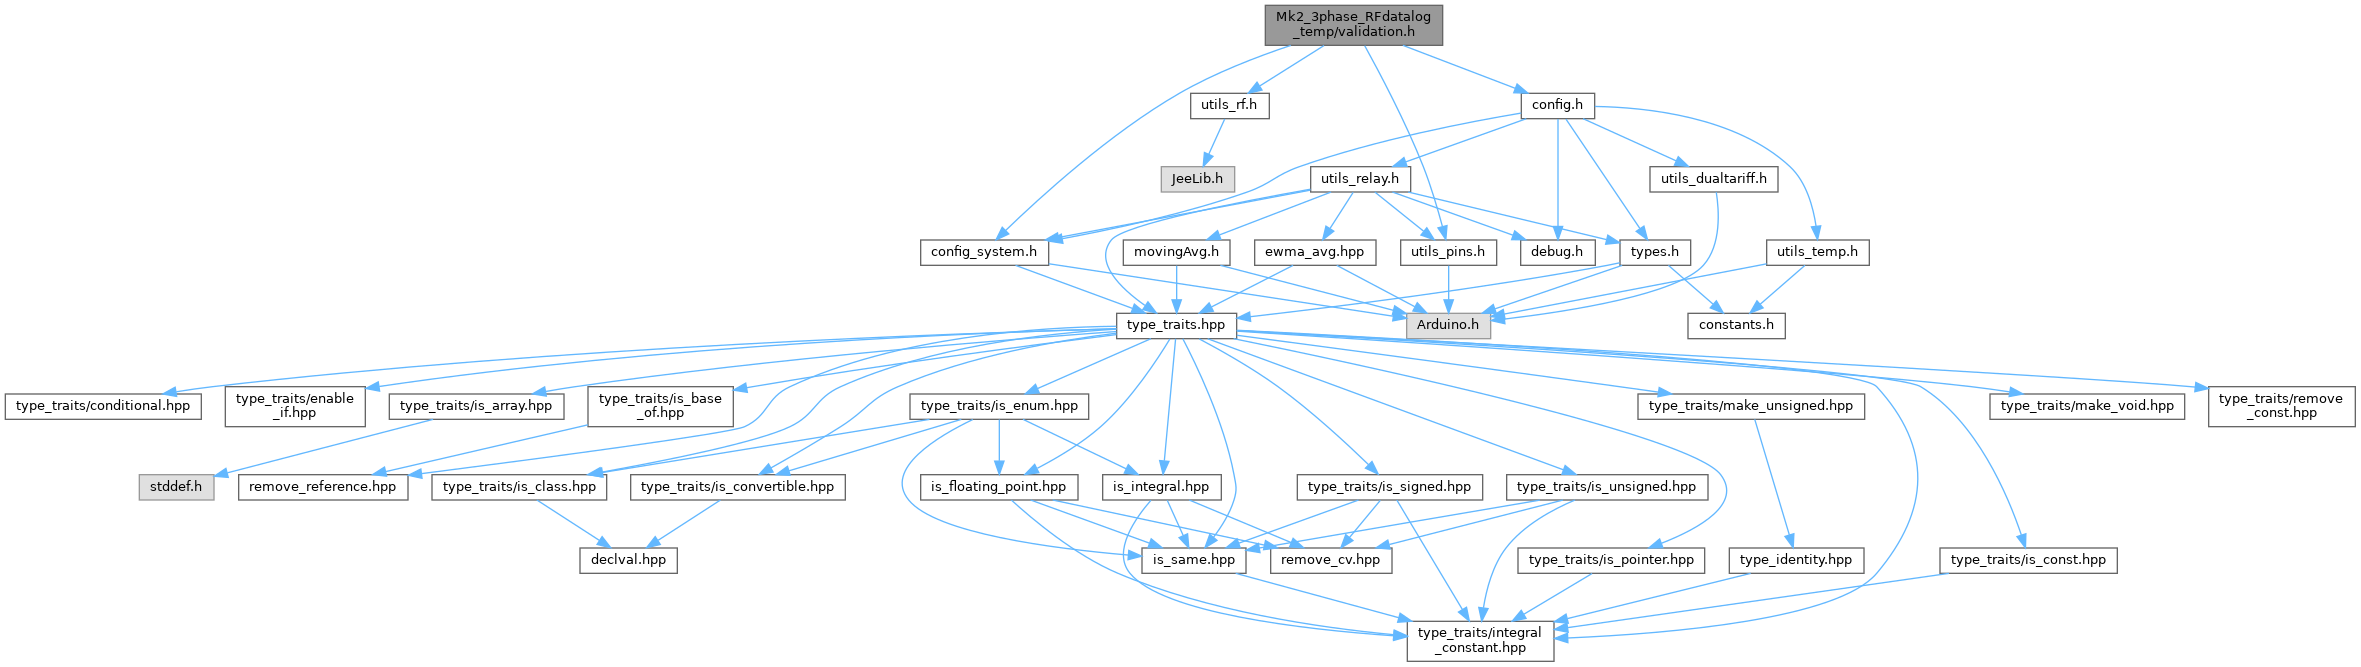 Mk2_3phase_RFdatalog
_temp/validation.h
utils_rf.h
config.h
JeeLib.h
utils_relay.h
utils_dualtariff.h
config_system.h
movingAvg.h
ewma_avg.hpp
utils_pins.h
debug.h
types.h
utils_temp.h
type_traits.hpp
Arduino.h
constants.h
type_traits/conditional.hpp
type_traits/enable
_if.hpp
type_traits/is_array.hpp
type_traits/is_base
_of.hpp
type_traits/is_enum.hpp
type_traits/make_unsigned.hpp
type_traits/make_void.hpp
type_traits/remove
_const.hpp
stddef.h
remove_reference.hpp
type_traits/is_class.hpp
type_traits/is_convertible.hpp
is_floating_point.hpp
is_integral.hpp
type_traits/is_signed.hpp
type_traits/is_unsigned.hpp
declval.hpp
is_same.hpp
remove_cv.hpp
type_traits/is_pointer.hpp
type_identity.hpp
type_traits/is_const.hpp
type_traits/integral
_constant.hpp